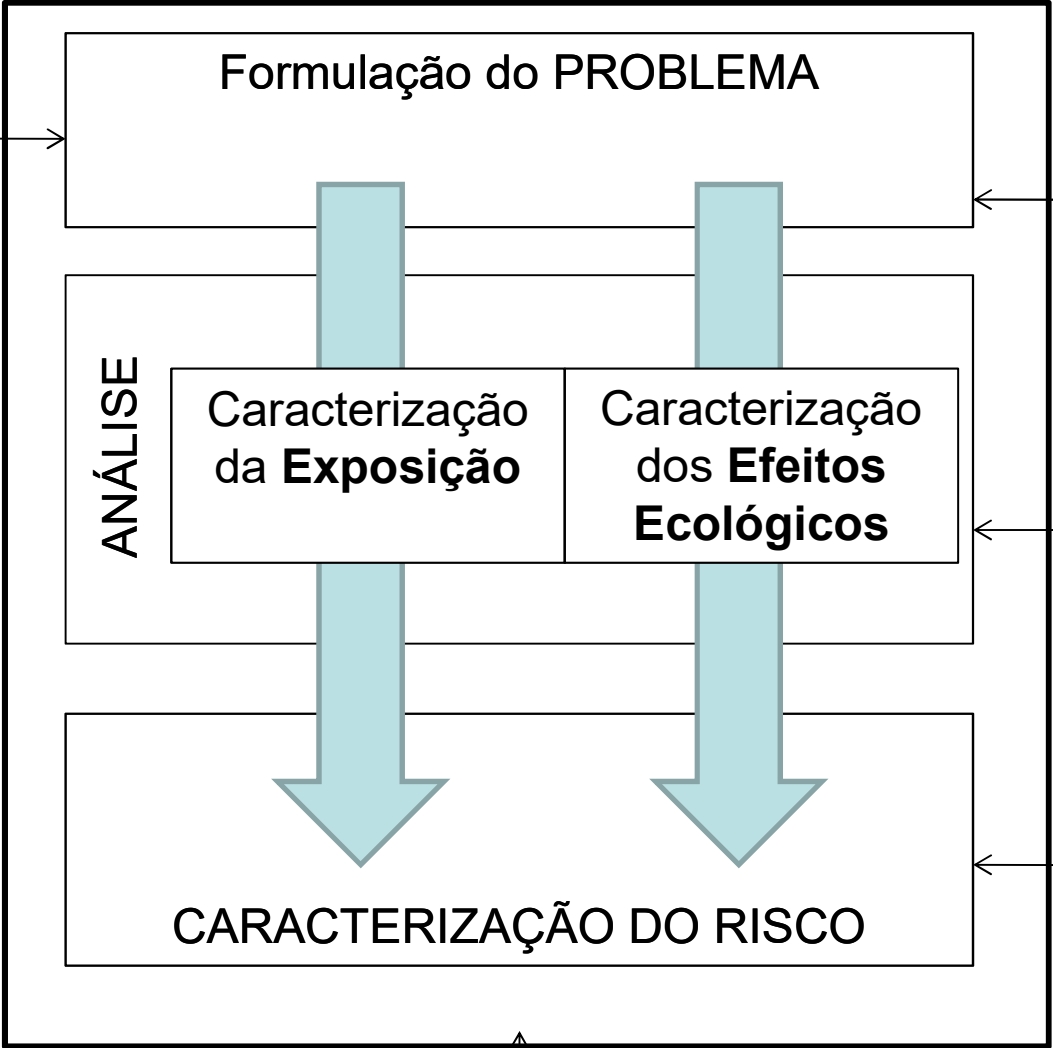 Formulação do PROBLEMA
ANÁLISE
Caracterização
da Exposição
Caracterização
dos Efeitos
Ecológicos
CARACTERIZAÇÃO DO RISCO